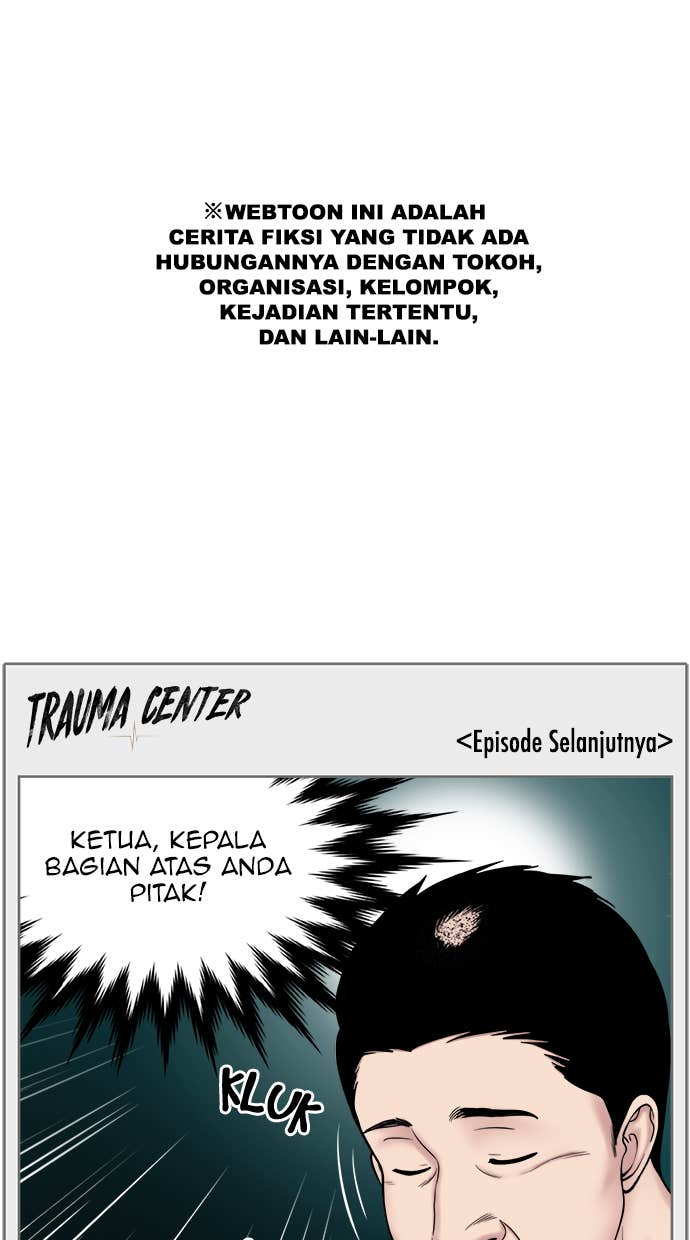 ※WEBTOON INI ADALAH
CERITA FIKSI YANG TIDAK ADA
HUBUNGANNYA DENGAN TOKOH,
ORGANISASI, KELOMPOK,
KEJADIAN TERTENTU,
DAN LAIN-LAIN.
TRAUMA CENTER
<Episode Selanjutnya>
KETUA, KEPALA
BAGIAN ATAS ANDA
PITAK!
KLUK